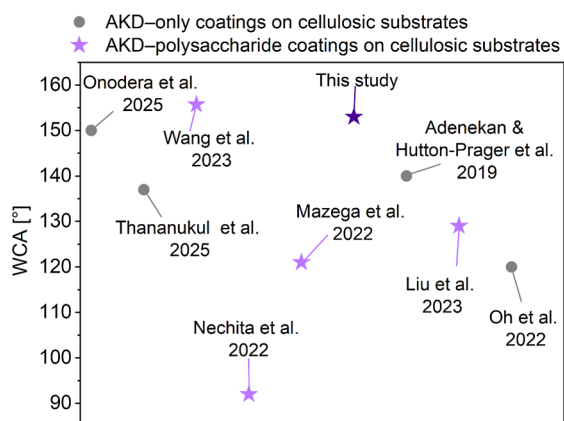 AKD–only coatings on cellulosic substrates
AKD–polysaccharide coatings on cellulosic substrates
WCA [°]
160
150
140
130
120
110
100
90
Onodera et al.
2025
Wang et al.
2023
This study
Adenekan &
Hutton-Prager et al.
2019
Thananukul et al.
2025
Mazega et al.
2022
Liu et al.
2023
Oh et al.
2022
Nechita et al.
2022